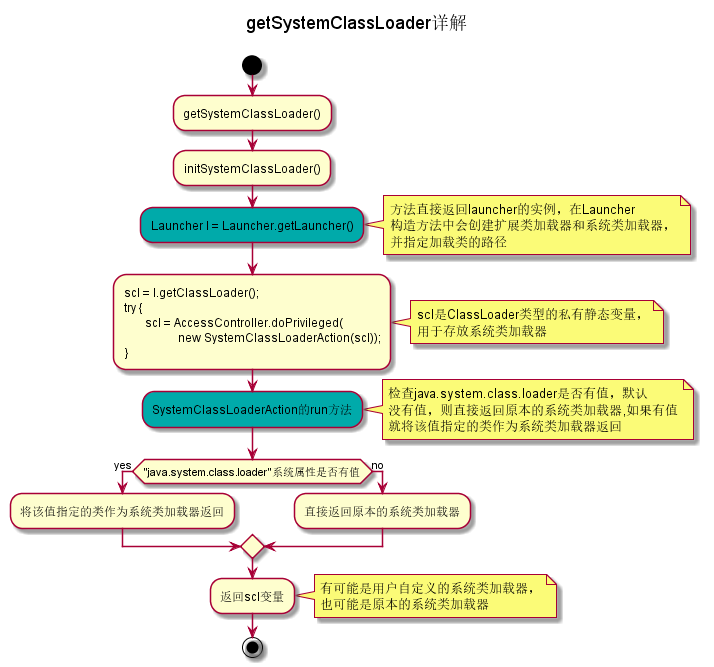 getSystemClassLoader详解
getSystemClassLoader()
initSystemClassLoader()
Launcher l = Launcher.getLauncher()
方法直接返回launcher的实例，在Launcher
构造方法中会创建扩展类加载器和系统类加载器，
并指定加载类的路径
scl = l.getClassLoader();
try {
scl = AccessController.doPrivileged(
new SystemClassLoaderAction(scl));
}
scl是ClassLoader类型的私有静态变量，
用于存放系统类加载器
SystemClassLoaderAction的run方法
检查java.system.class.loader是否有值，默认
没有值，则直接返回原本的系统类加载器,如果有值
就将该值指定的类作为系统类加载器返回
"java.system.class.loader"系统属性是否有值
yes
no
将该值指定的类作为系统类加载器返回
直接返回原本的系统类加载器
返回scl变量
有可能是用户自定义的系统类加载器，
也可能是原本的系统类加载器